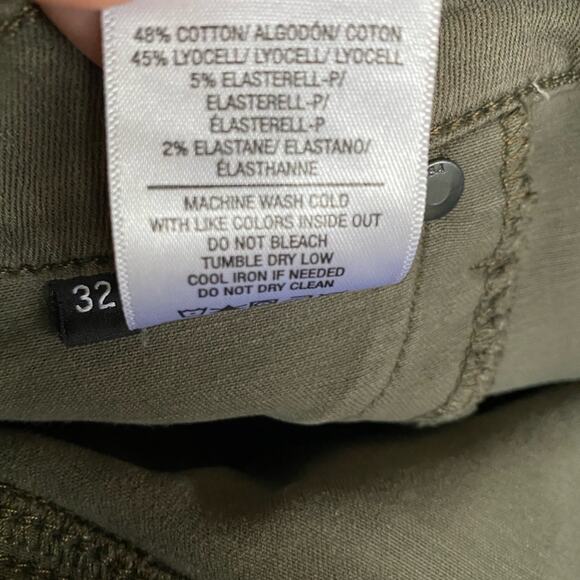 48% COTTON/ ALGODÓN/ COTON
45% LYOCELL/ LYOCELL/ LYOCELL
5% ELASTERELL-P/
ELASTERELL-P/
ÉLASTERELL-P
2% ELASTANE/ ELASTANO/
ÉLASTHANNE
MACHINE WASH COLD
WITH LIKE COLORS INSIDE OUT
DO NOT BLEACH
TUMBLE DRY LOW
COOL IRON IF NEEDED
DO NOT DRY CLEAN
32